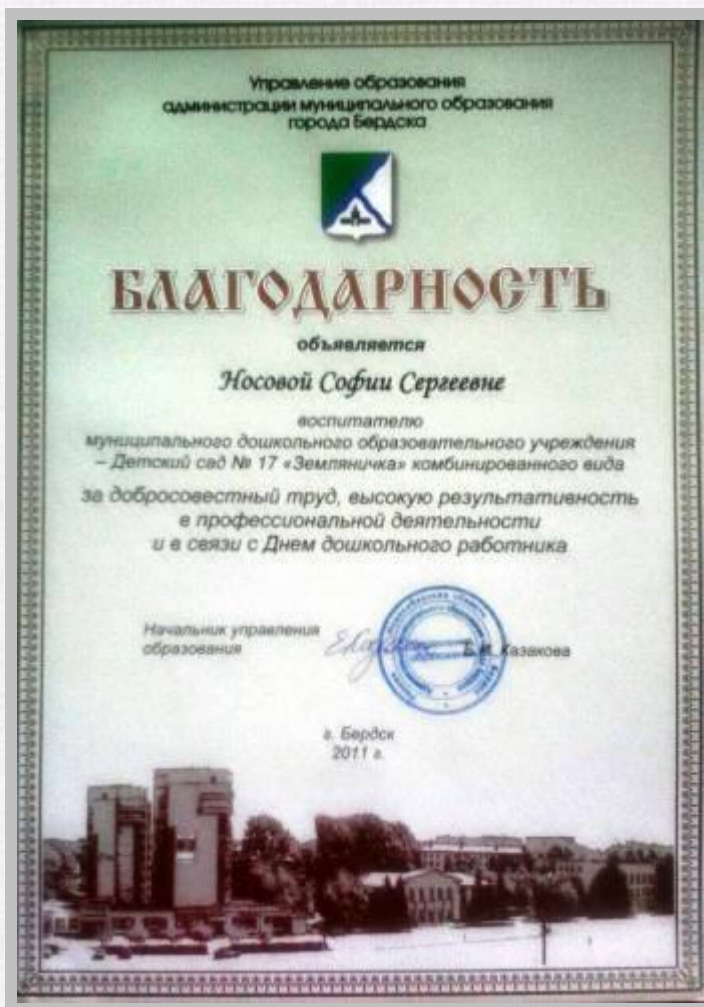 Управление образования
администрации муниципального образования
города Бердска
БЛАГОДАРНОСТЬ
объявляется
Носовой Софии Сергеевне
воспитателю
муниципального дошкольного образовательного учреждения
– Детский сад № 17 «Земляничка» комбинированного вида
за добросовестный труд, высокую результативность
в профессиональной деятельности
и в связи с Днем дошкольного работника
Начальник управления
образования
Казакова
г. Бердск
2011 г.